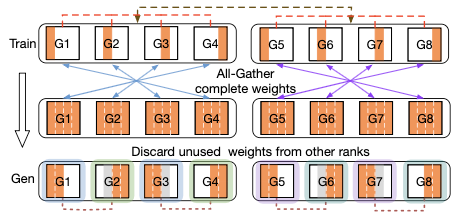 Train G1 G2 G3 G4 G5 G6 G7 G8
All-Gather
complete weights
G1 G2 G3 G4 G5 G6 G7 G8
Discard unused weights from other ranks
Gen G1 G2 G3 G4 G5 G6 G7 G8